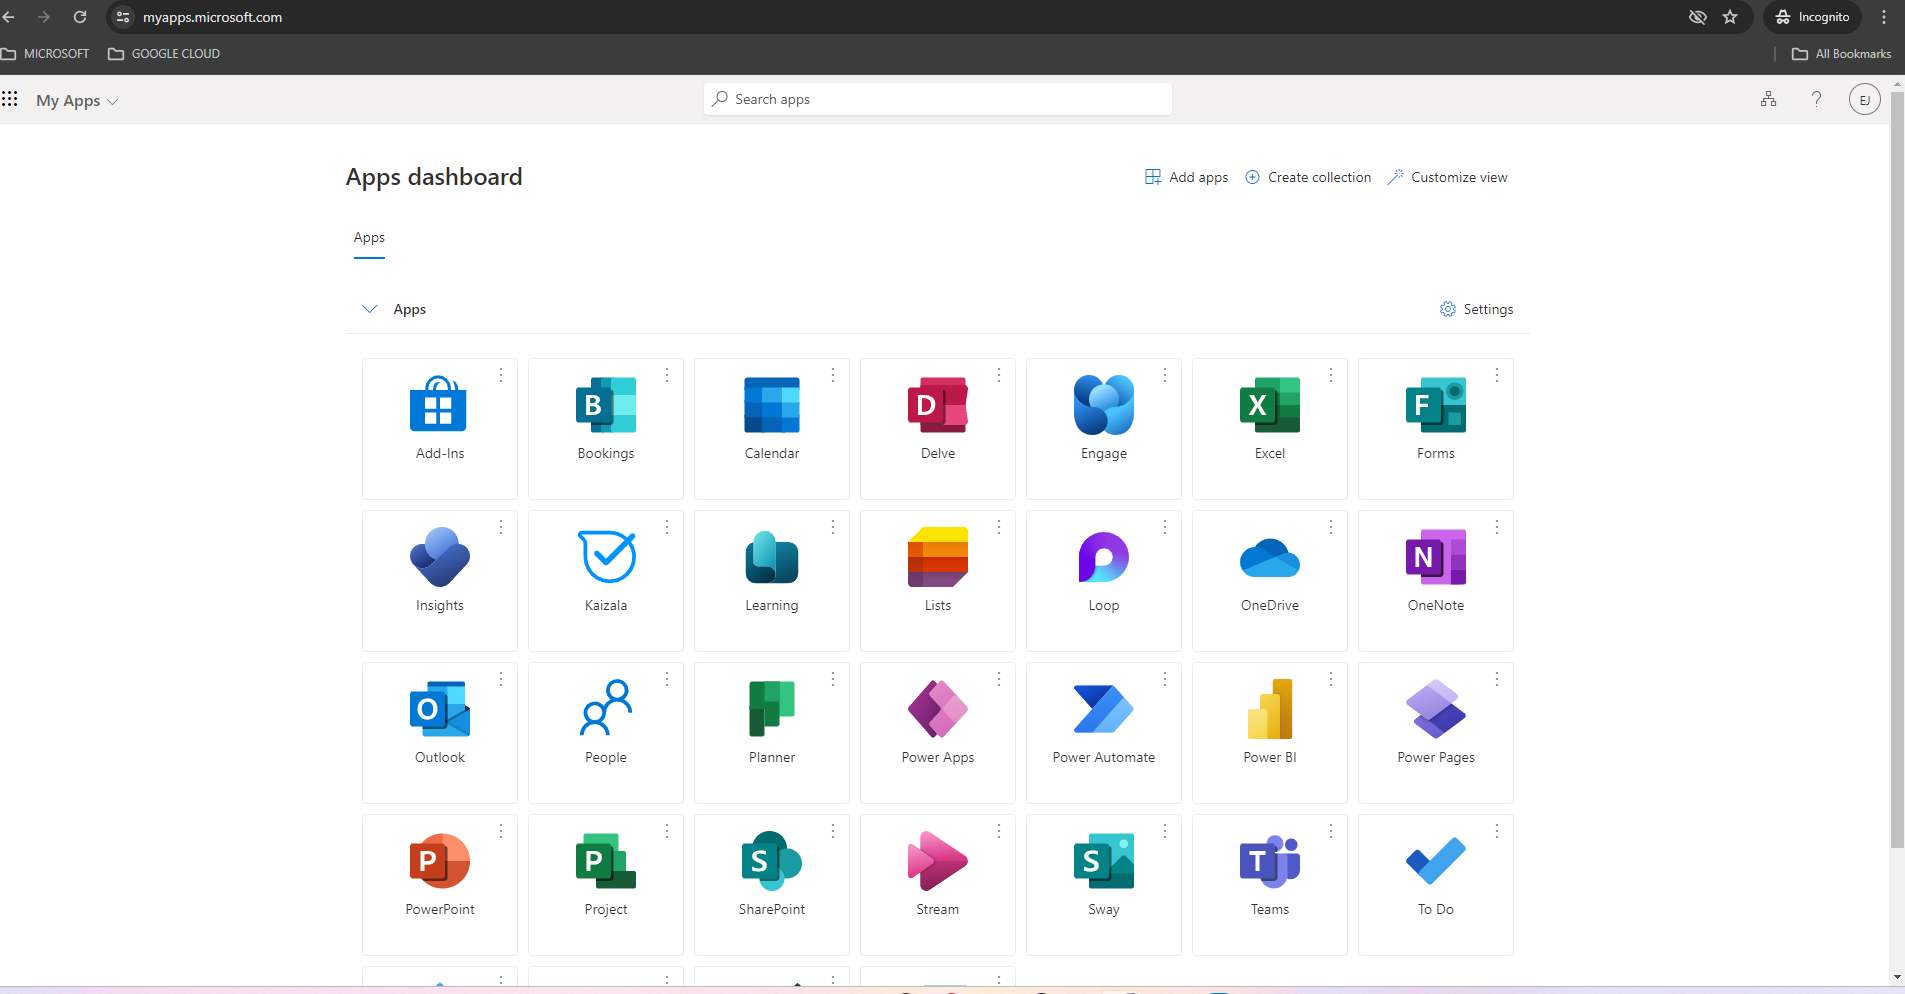 myapps.microsoft.com
Incognito
MICROSOFT GOOGLE CLOUD All Bookmarks
My Apps Search apps ? EJ
Apps dashboard Add apps Create collection Customize view
Apps
Apps Settings
B D X F
Add-Ins Bookings Calendar Delve Engage Excel Forms
N
Insights Kaizala Learning Lists Loop OneDrive OneNote
O
Outlook People Planner Power Apps Power Automate Power BI Power Pages
P P S S T
PowerPoint Project SharePoint Stream Sway Teams To Do